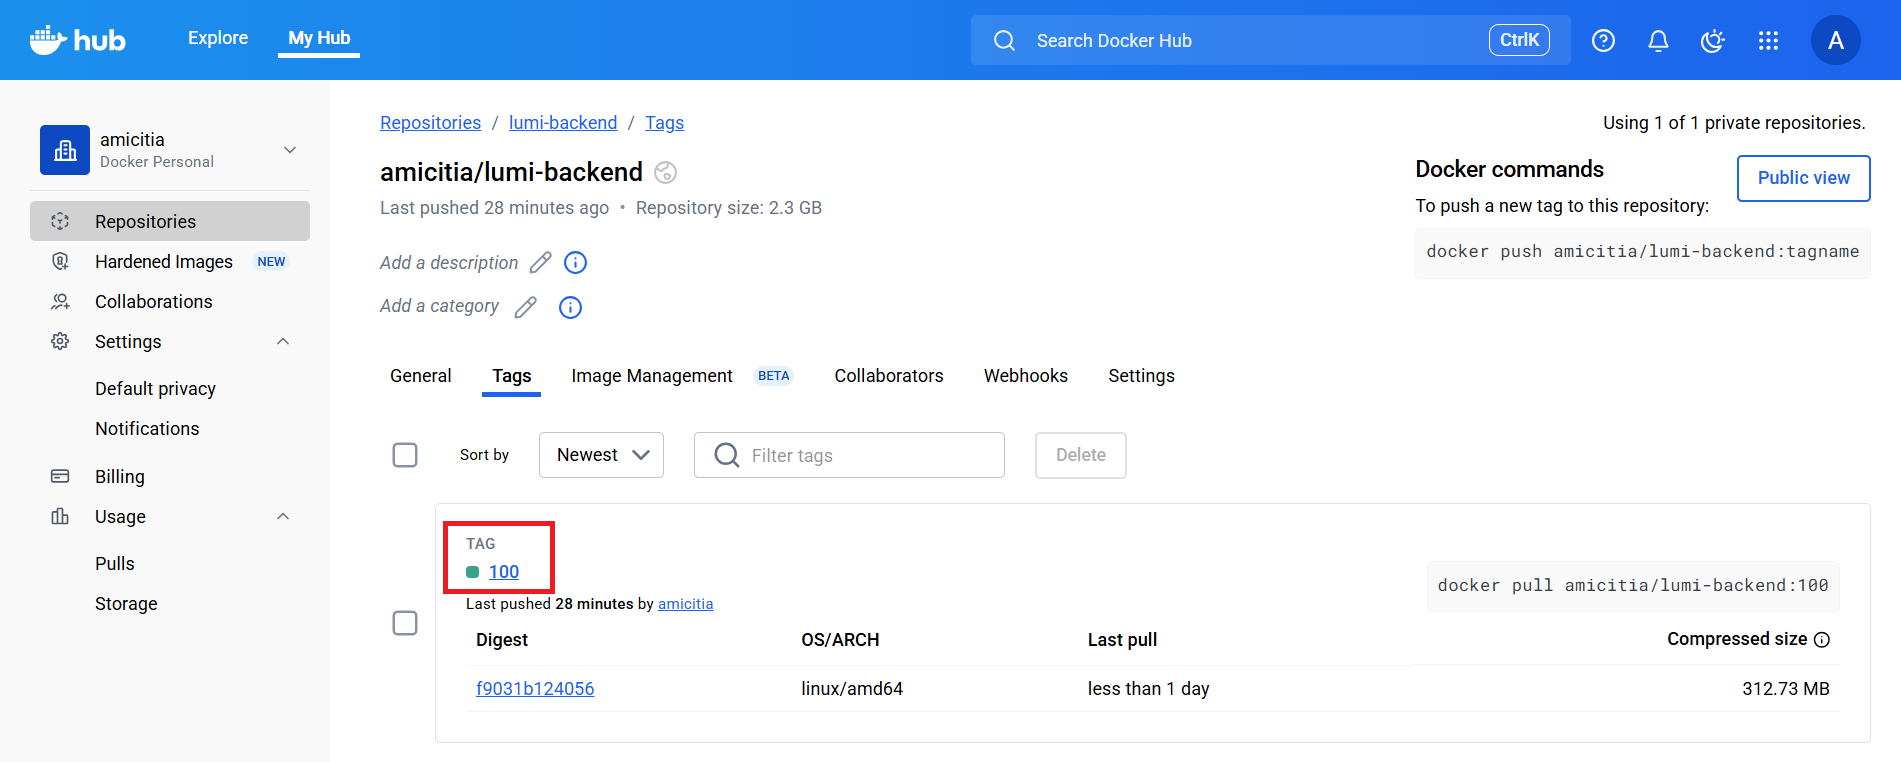 hub
Explore
My Hub
Search Docker Hub
CtrlK
A
amicitia
Docker Personal
Repositories
Hardened Images NEW
Collaborations
Settings
Default privacy
Notifications
Billing
Usage
Pulls
Storage
Repositories / lumi-backend / Tags
Using 1 of 1 private repositories.
amicitia/lumi-backend
Last pushed 28 minutes ago • Repository size: 2.3 GB
Add a description
Add a category
Docker commands
Public view
To push a new tag to this repository:
docker push amicitia/lumi-backend:tagname
General Tags Image Management BETA Collaborators Webhooks Settings
Sort by Newest Filter tags Delete
TAG
100
docker pull amicitia/lumi-backend:100
Last pushed 28 minutes by amicitia
Digest OS/ARCH Last pull Compressed size
f9031b124056 linux/amd64 less than 1 day 312.73 MB